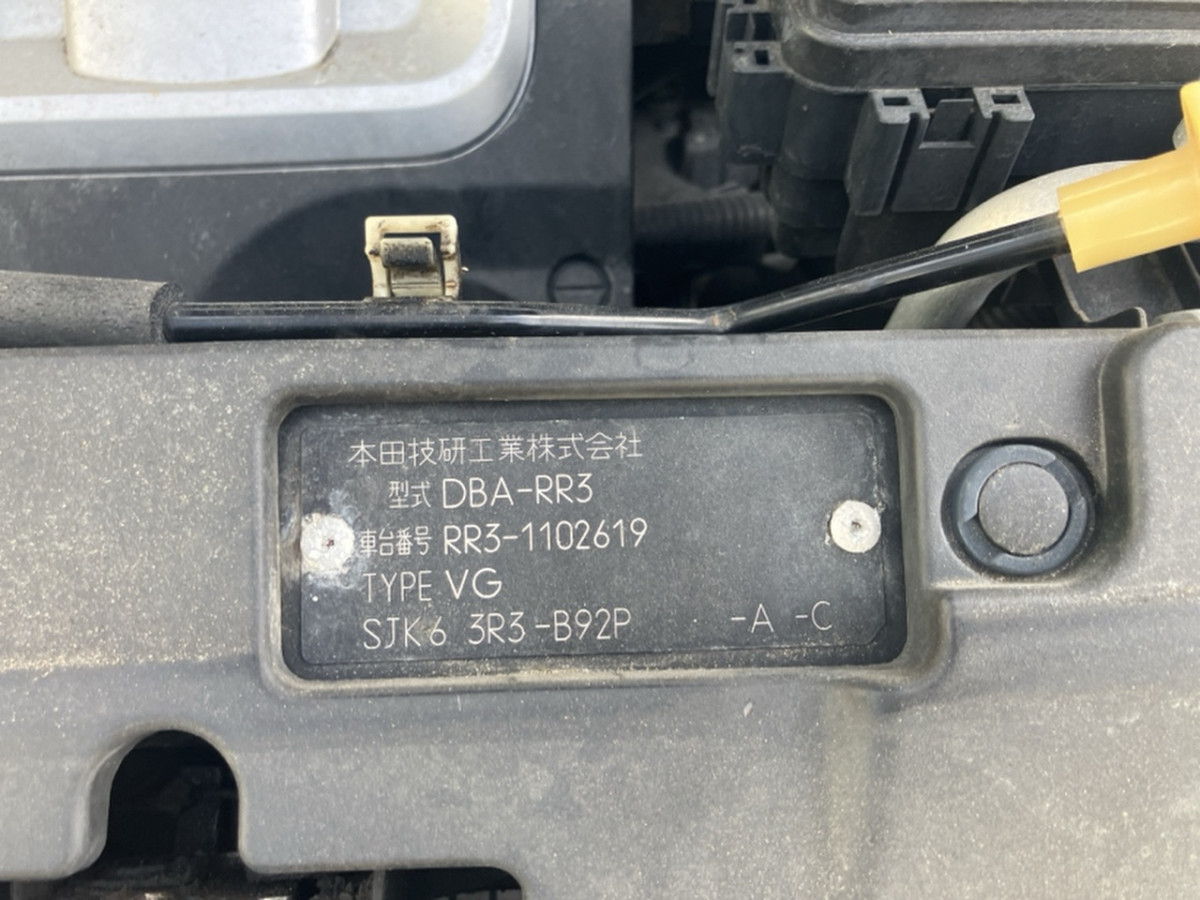 本田技研工業株式会社
型式 DBA-RR3
車台番号 RR3-1102619
TYPE VG
SJK6 3R3-B92P -A -C